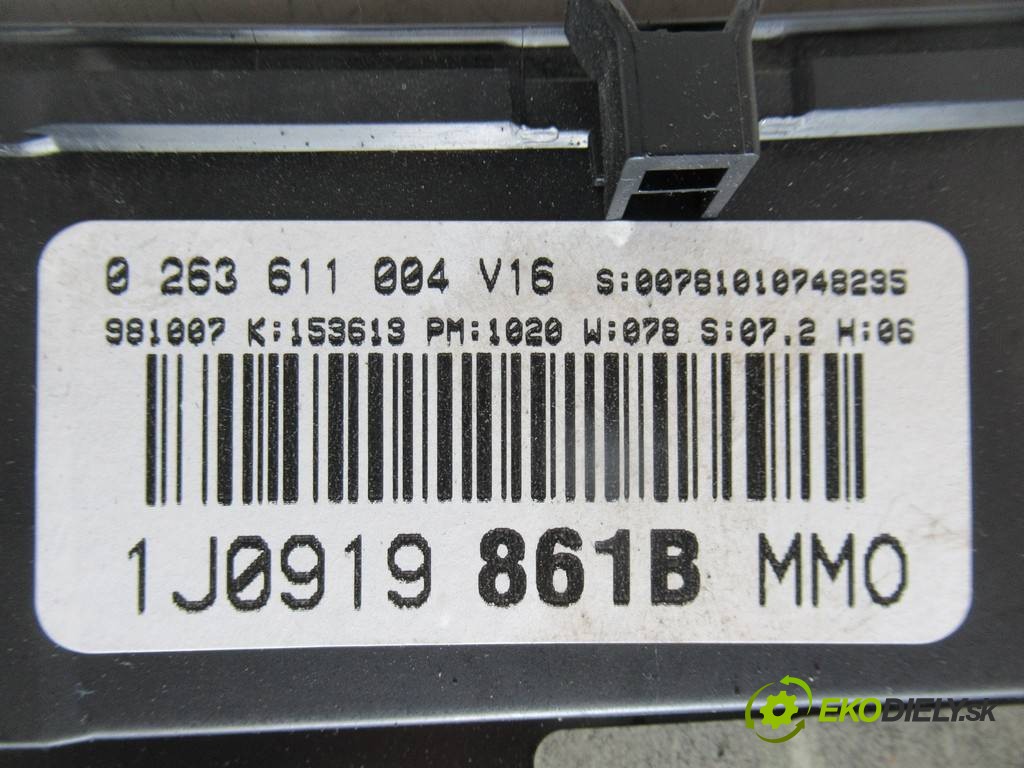 0 263 611 004 V16 S:00781010748235
981007 K:153613 PM:1020 W:078 S:07.2 H:06
1J0919 861B MMO
EKODIELY.SK